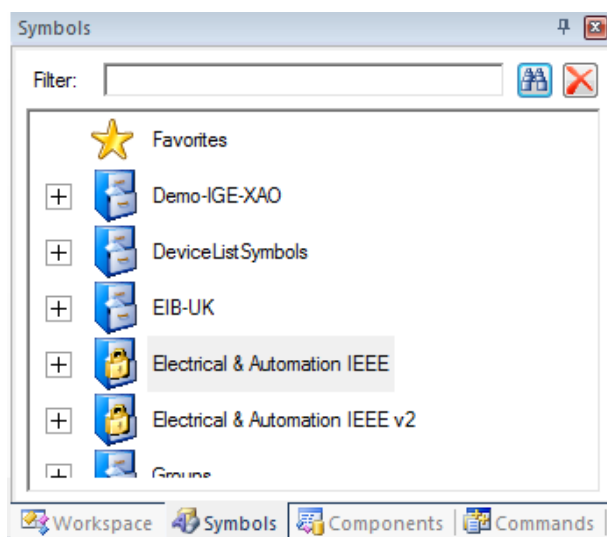 Symbols
Filter:
Favorites
Demo-IGE-XAO
DeviceListSymbols
EIB-UK
Electrical & Automation IEEE
Electrical & Automation IEEE v2
Groups
Workspace Symbols Components Commands